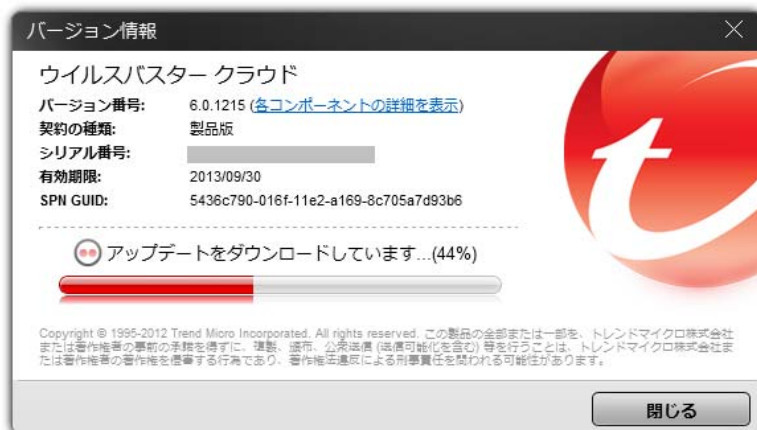 バージョン情報
ウイルスバスター クラウド
バージョン番号: 6.0.1215 (各コンポーネントの詳細を表示)
契約の種類: 製品版
シリアル番号:
有効期限: 2013/09/30
SPN GUID: 5436c790-016f-11e2-a169-8c705a7d93b6
アップデートをダウンロードしています...(44%)
Copyright © 1995-2012 Trend Micro Incorporated. All rights reserved. この製品の全部または一部を、トレンドマイクロ株式会社
または著作権者の事前の承諾を得ずに、複製、頒布、公衆送信 (送信可能化を含む) 等を行うことは、トレンドマイクロ株式会社ま
たは著作権者の著作権を侵害する行為であり、著作権法違反による刑事責任を問われる可能性があります。
閉じる